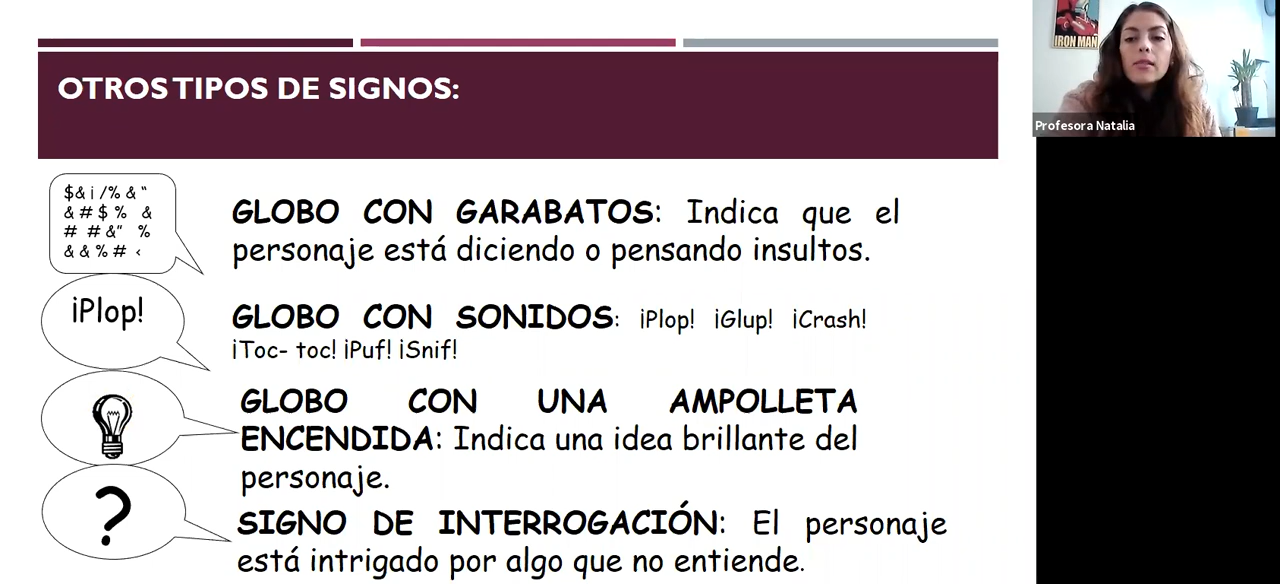 OTROS TIPOS DE SIGNOS:
IRON MAN
Profesora Natalia
$&¡/%&“
&#$% &
# #&” %
&&%# ‹
GLOBO CON GARABATOS: Indica que el
personaje está diciendo o pensando insultos.
¡Plop!
GLOBO CON SONIDOS: ¡Plop! ¡Glup! ¡Crash!
¡Toc- toc! ¡Puf! ¡Snif!
GLOBO CON UNA AMPOLLETA
ENCENDIDA: Indica una idea brillante del
personaje.
?
SIGNO DE INTERROGACIÓN: El personaje
está intrigado por algo que no entiende.